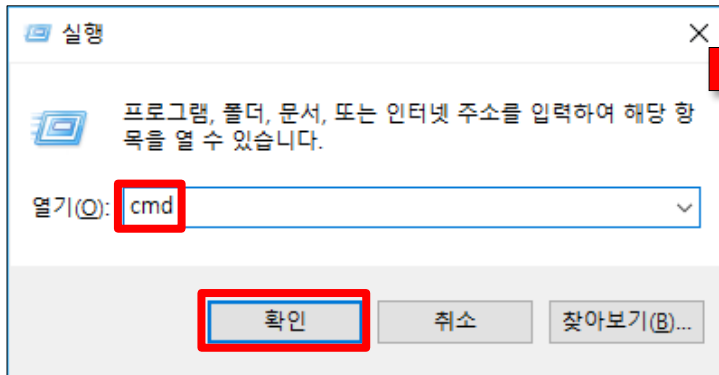 실행
프로그램, 폴더, 문서, 또는 인터넷 주소를 입력하여 해당 항
목을 열 수 있습니다.
열기(O): cmd
확인 취소 찾아보기(B)...